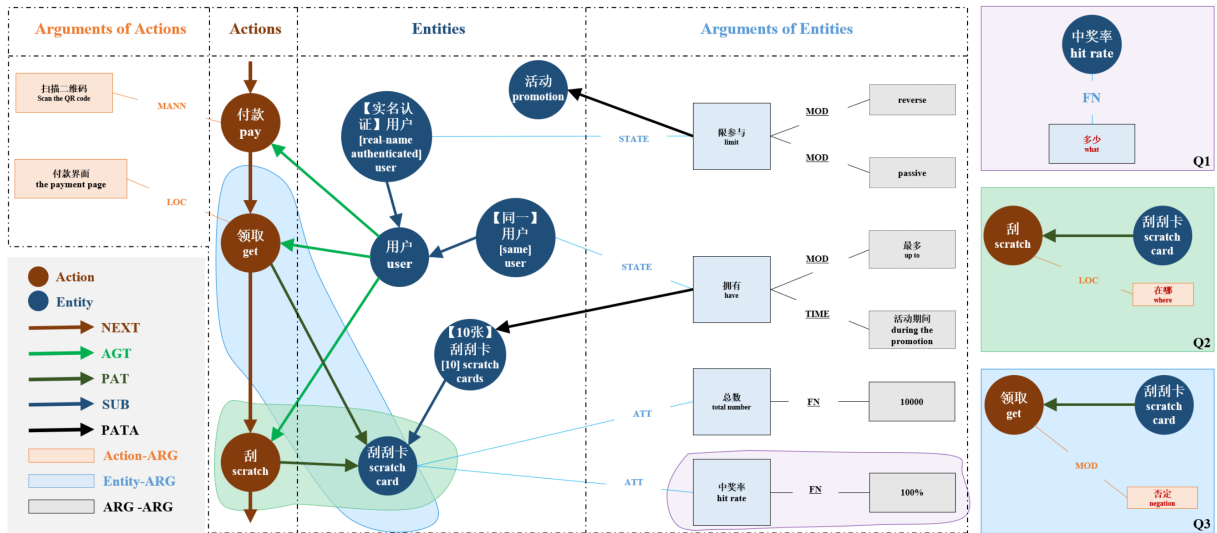 Arguments of Actions
Actions
Entities
Arguments of Entities
扫描二维码
Scan the QR code
MANN
付款
pay
付款界面
the payment page
LOC
领取
get
刮
scratch
活动
promotion
【实名认
证】用户
[real-name
authenticated]
user
用户
user
【同一】
用户
[same]
user
【10张】
刮刮卡
[10] scratch
cards
刮刮卡
scratch
card
STATE
限参与
limit
MOD
reverse
MOD
passive
STATE
拥有
have
MOD
最多
up to
TIME
活动期间
during the
promotion
ATT
总数
total number
FN
10000
ATT
中奖率
hit rate
FN
100%
Action
Entity
NEXT
AGT
PAT
SUB
PATA
Action-ARG
Entity-ARG
ARG -ARG
中奖率
hit rate
FN
多少
what
Q1
刮
scratch
刮刮卡
scratch
card
LOC
在哪
where
Q2
领取
get
刮刮卡
scratch
card
MOD
否定
negation
Q3